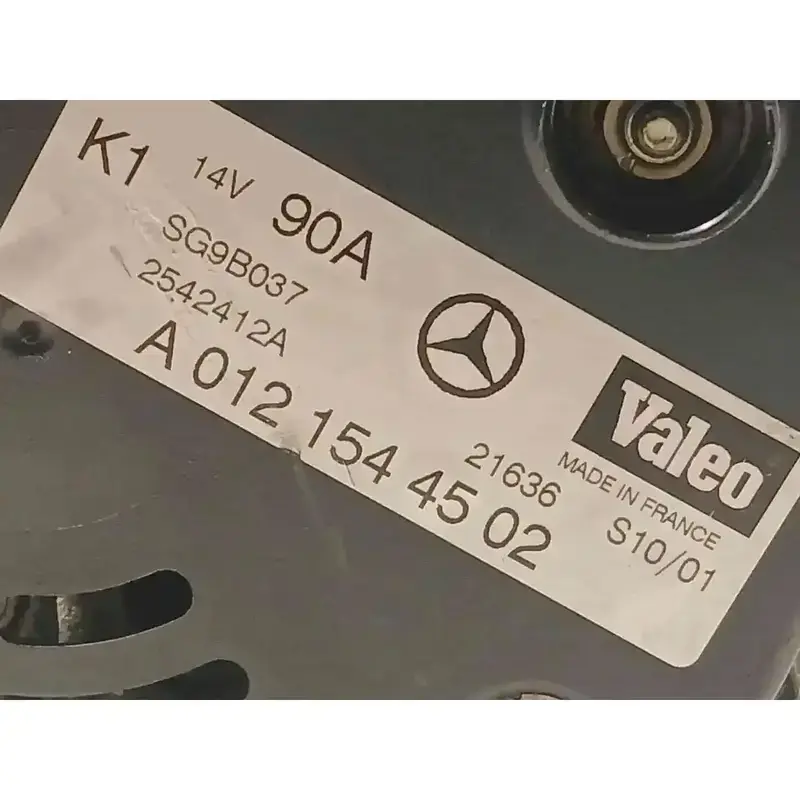 K1 14V 90A
SG9B037
2542412A
A 012 154 45 02
21636
Valeo
MADE IN FRANCE
S10/01